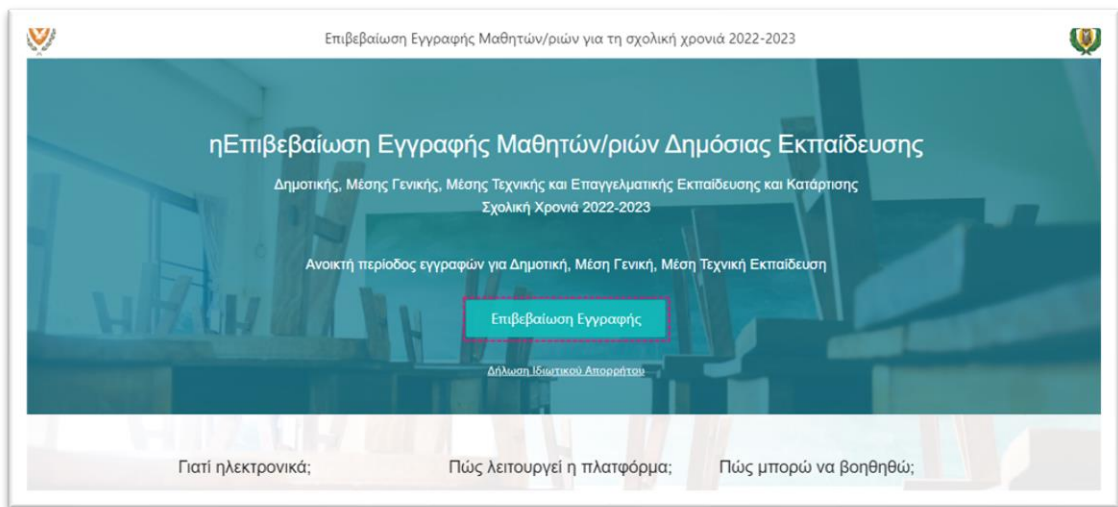 Επιβεβαίωση Εγγραφής Μαθητών/ριών για τη σχολική χρονιά 2022-2023
ηΕπιβεβαίωση Εγγραφής Μαθητών/ριών Δημόσιας Εκπαίδευσης
Δημοτικής, Μέσης Γενικής, Μέσης Τεχνικής και Επαγγελματικής Εκπαίδευσης και Κατάρτισης
Σχολική Χρονιά 2022-2023
Ανοικτή περίοδος εγγραφών για Δημοτική, Μέση Γενική, Μέση Τεχνική Εκπαίδευση
Επιβεβαίωση Εγγραφής
Δήλωση Ιδιωτικού Απορρήτου
Γιατί ηλεκτρονικά; Πώς λειτουργεί η πλατφόρμα; Πώς μπορώ να βοηθηθώ;